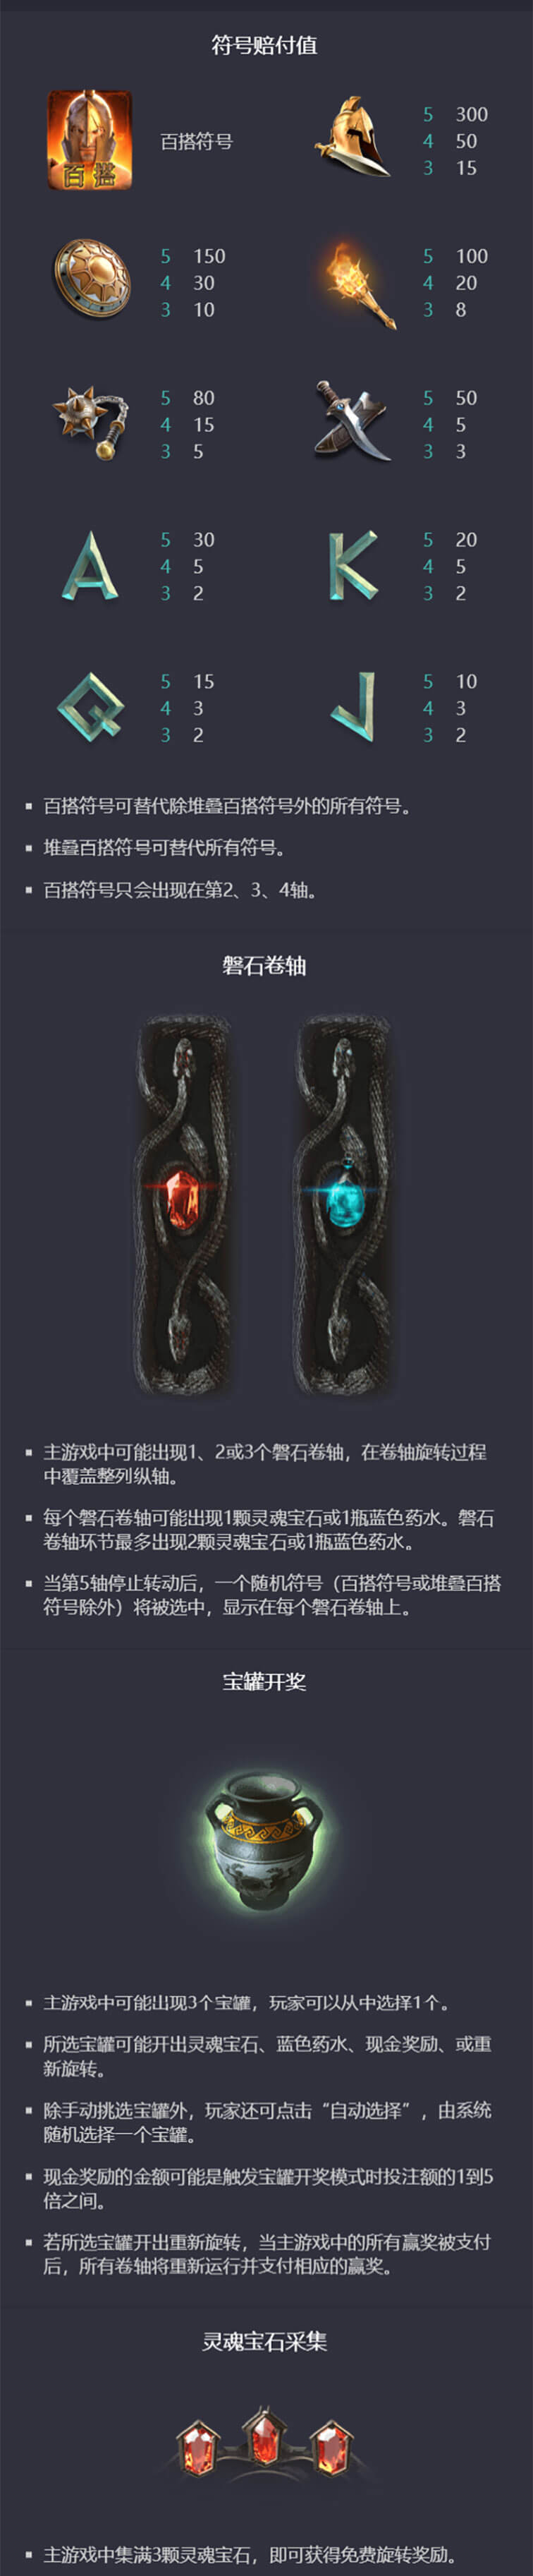 符号赔付值
百搭
百搭符号
5 300
4 50
3 15
5 150
4 30
3 10
5 100
4 20
3 8
5 80
4 15
3 5
5 50
4 5
3 3
A
5 30
4 5
3 2
K
5 20
4 5
3 2
Q
5 15
4 3
3 2
J
5 10
4 3
3 2
▪ 百搭符号可替代除堆叠百搭符号外的所有符号。
▪ 堆叠百搭符号可替代所有符号。
▪ 百搭符号只会出现在第2、3、4轴。
磐石卷轴
▪ 主游戏中可能出现1、2或3个磐石卷轴，在卷轴旋转过程
中覆盖整列纵轴。
▪ 每个磐石卷轴可能出现1颗灵魂宝石或1瓶蓝色药水。磐石
卷轴环节最多出现2颗灵魂宝石或1瓶蓝色药水。
▪ 当第5轴停止转动后，一个随机符号（百搭符号或堆叠百搭
符号除外）将被选中，显示在每个磐石卷轴上。
宝罐开奖
▪ 主游戏中可能出现3个宝罐，玩家可以从中选择1个。
▪ 所选宝罐可能开出灵魂宝石、蓝色药水、现金奖励、或重
新旋转。
▪ 除手动挑选宝罐外，玩家还可点击“自动选择”，由系统
随机选择一个宝罐。
▪ 现金奖励的金额可能是触发宝罐开奖模式时投注额的1到5
倍之间。
▪ 若所选宝罐开出重新旋转，当主游戏中的所有赢奖被支付
后，所有卷轴将重新运行并支付相应的赢奖。
灵魂宝石采集
▪ 主游戏中集满3颗灵魂宝石，即可获得免费旋转奖励。